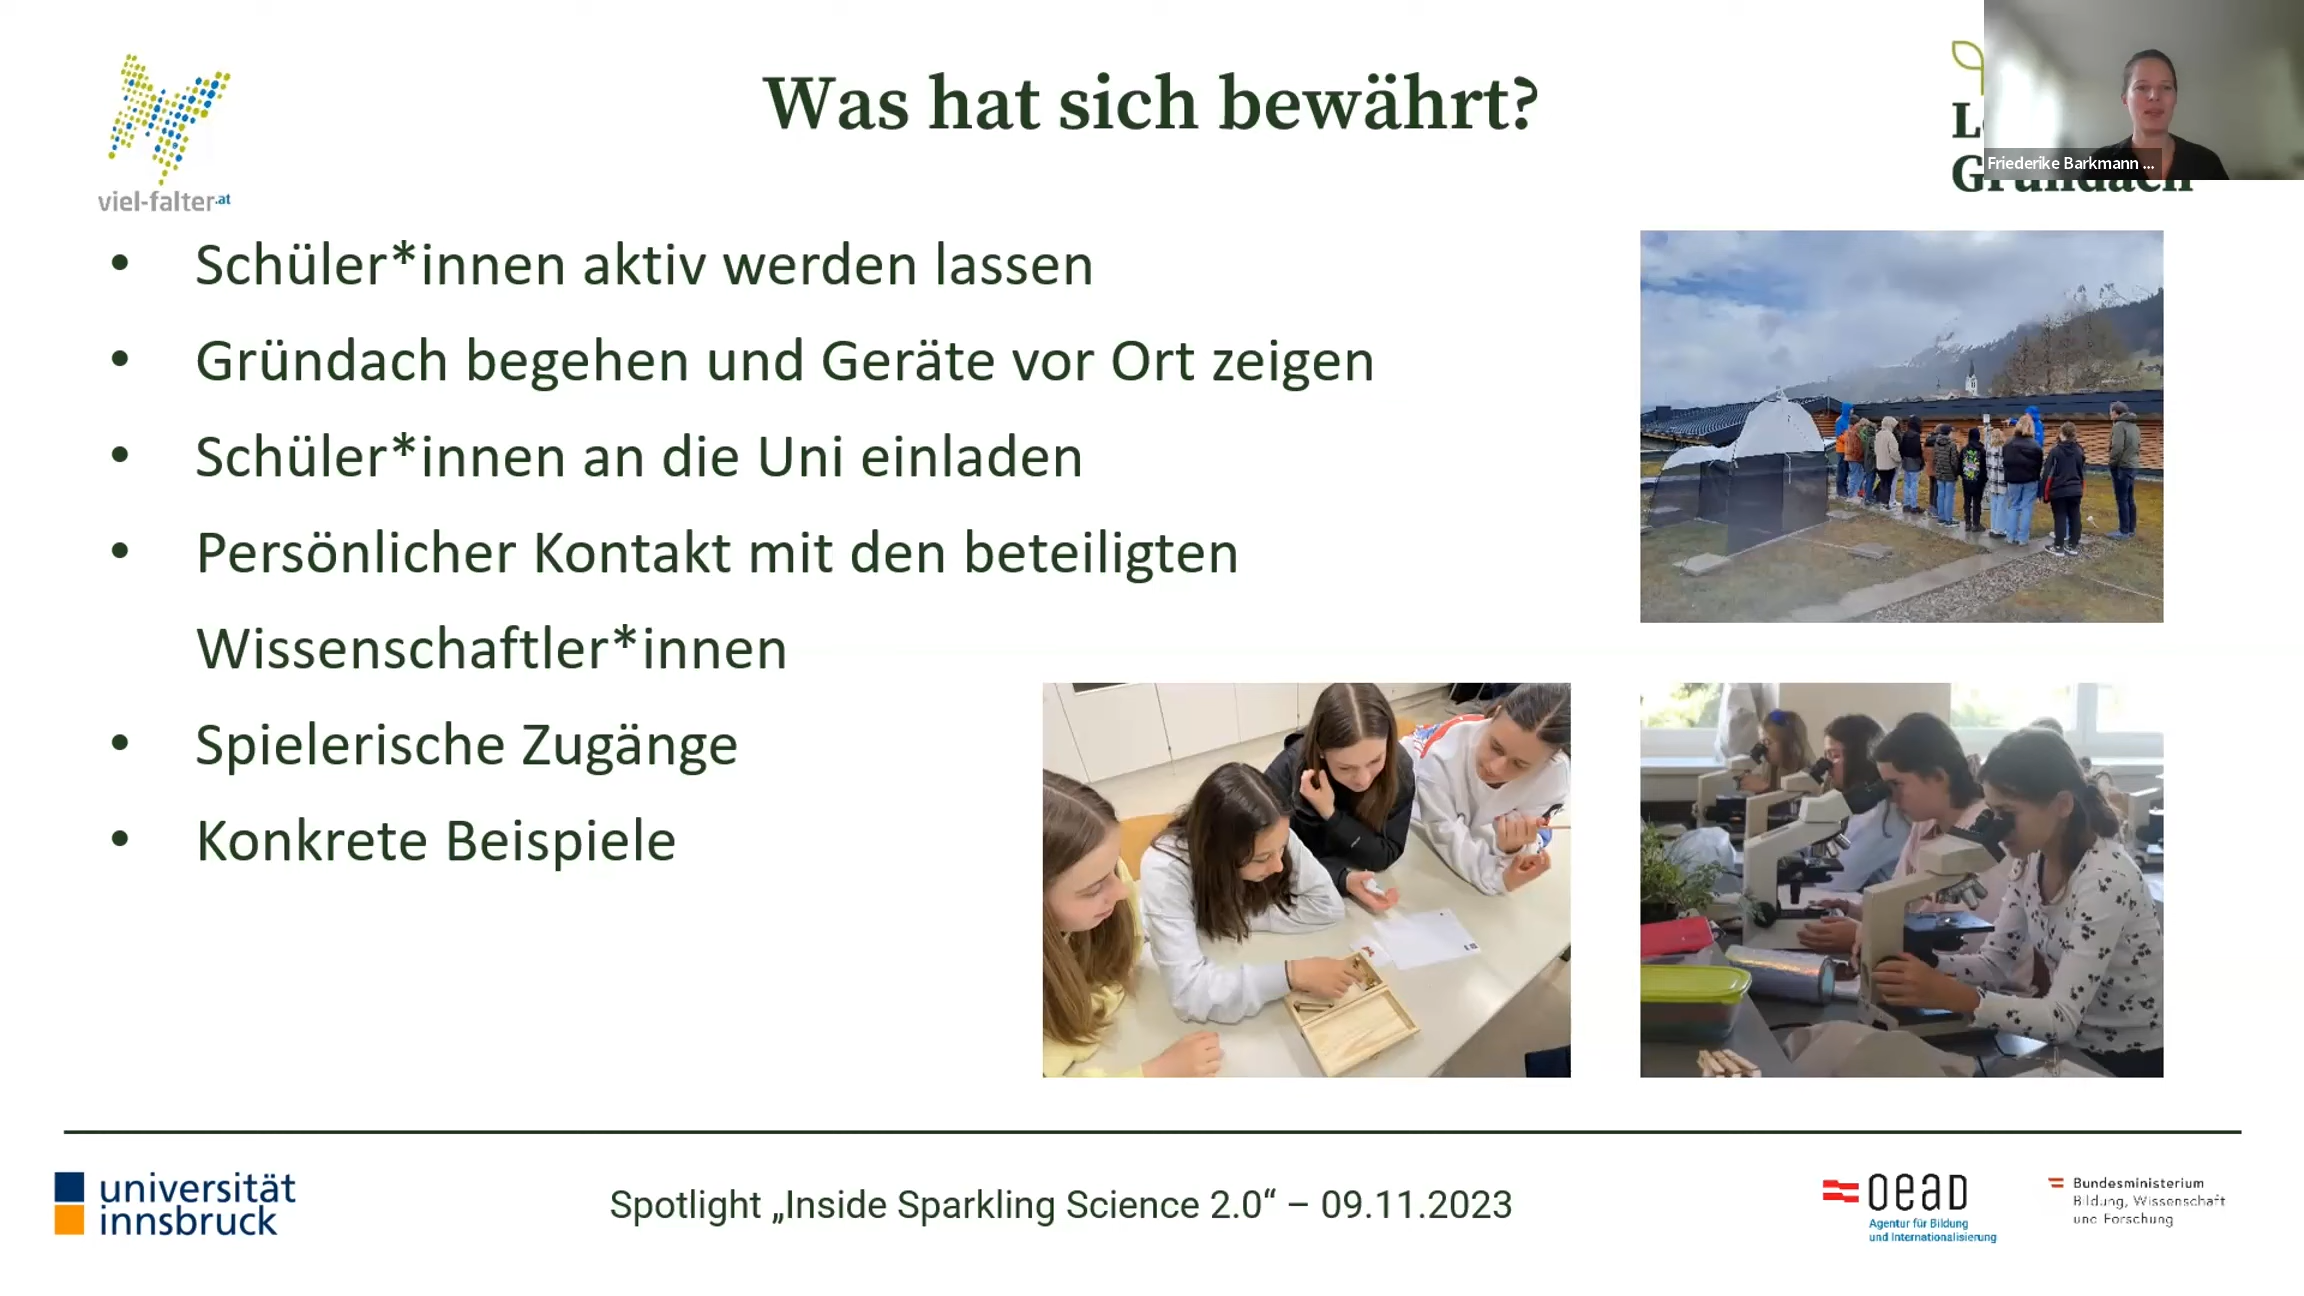 Was hat sich bewährt?
viel-falter.at
Friederike Barkmann ...
Gründach
• Schüler*innen aktiv werden lassen
• Gründach begehen und Geräte vor Ort zeigen
• Schüler*innen an die Uni einladen
• Persönlicher Kontakt mit den beteiligten
Wissenschaftler*innen
• Spielerische Zugänge
• Konkrete Beispiele
universität
innsbruck
Spotlight „Inside Sparkling Science 2.0“ – 09.11.2023
OeAD
Agentur für Bildung
und Internationalisierung
Bundesministerium
Bildung, Wissenschaft
und Forschung